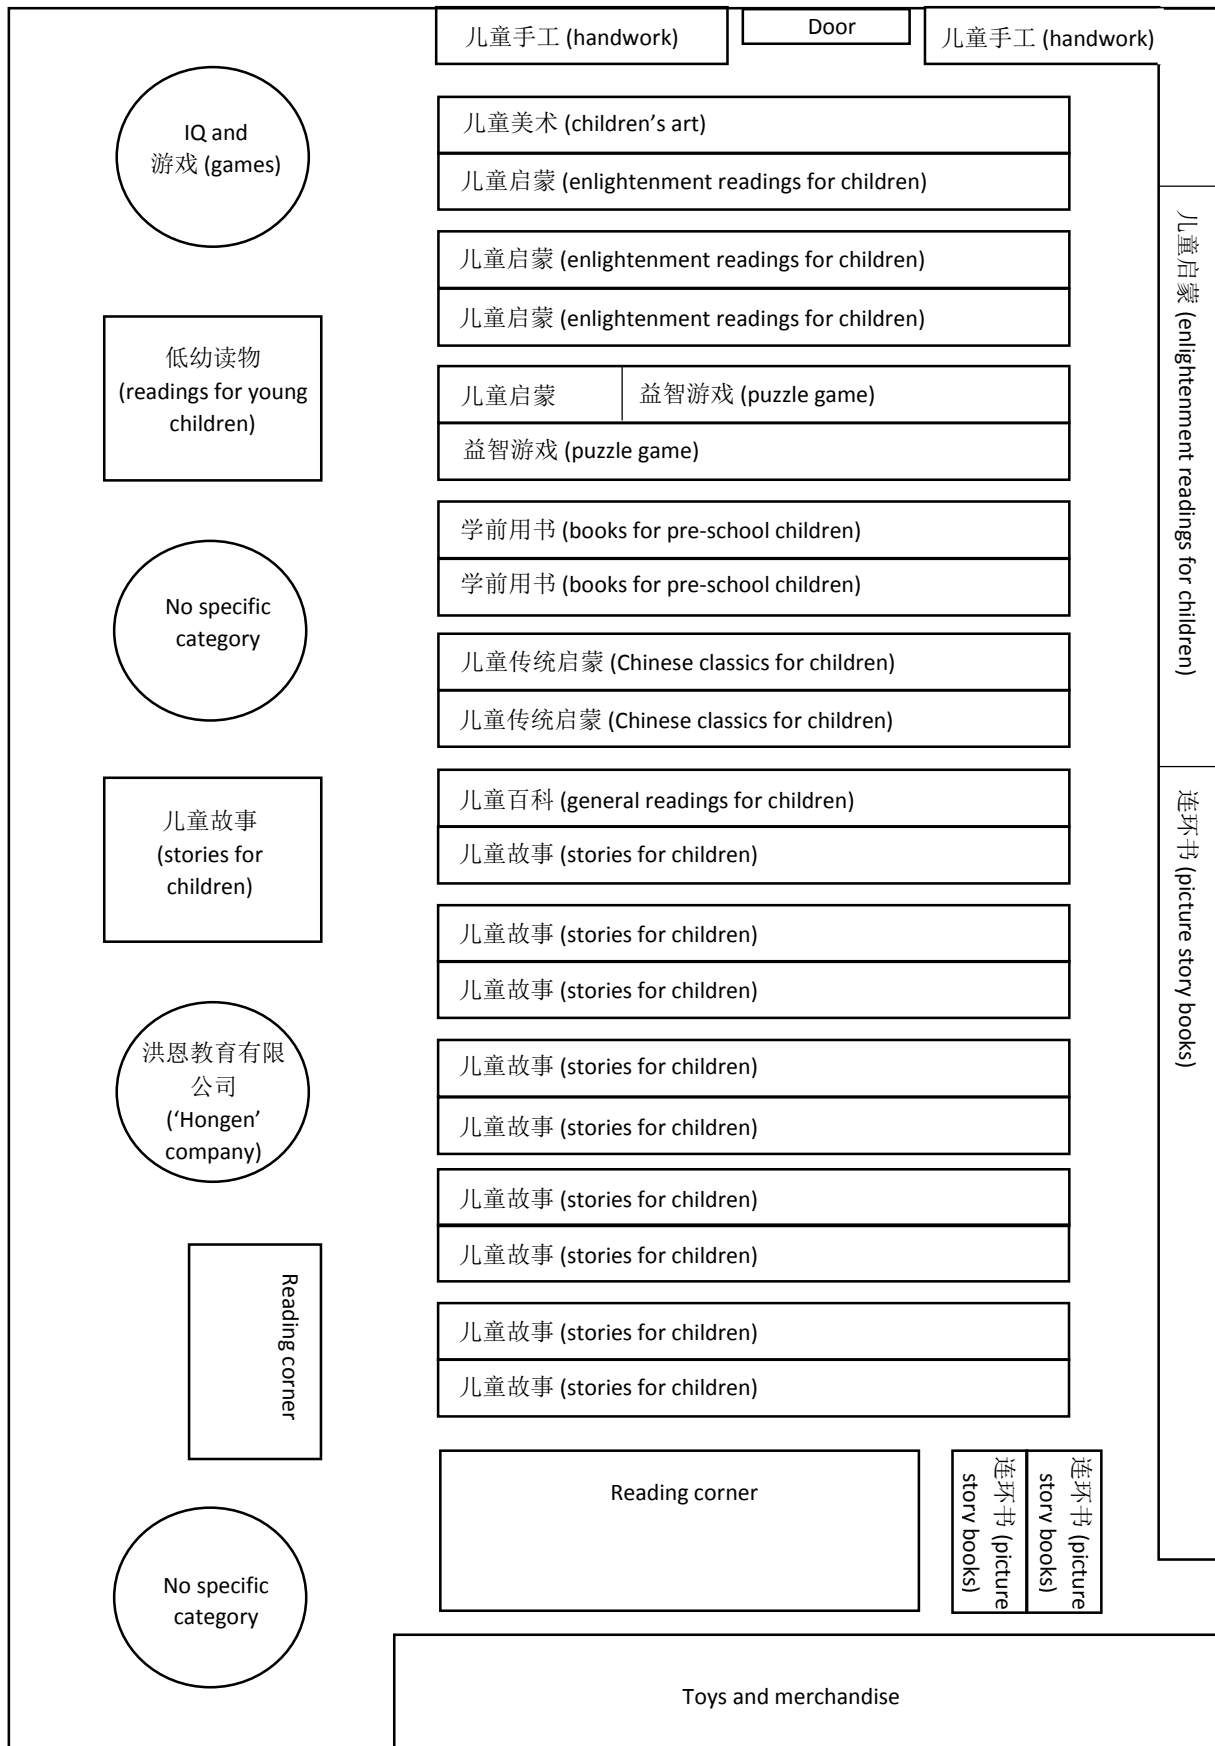 儿童手工 (handwork)
Door
儿童手工 (handwork)
IQ and
游戏 (games)
低幼读物
(readings for young
children)
No specific
category
儿童故事
(stories for
children)
洪恩教育有限
公司
(‘Hongen’
company)
Reading corner
No specific
category
儿童美术 (children’s art)
儿童启蒙 (enlightenment readings for children)
儿童启蒙 (enlightenment readings for children)
儿童启蒙 (enlightenment readings for children)
儿童启蒙
益智游戏 (puzzle game)
益智游戏 (puzzle game)
学前用书 (books for pre-school children)
学前用书 (books for pre-school children)
儿童传统启蒙 (Chinese classics for children)
儿童传统启蒙 (Chinese classics for children)
儿童百科 (general readings for children)
儿童故事 (stories for children)
儿童故事 (stories for children)
儿童故事 (stories for children)
儿童故事 (stories for children)
儿童故事 (stories for children)
儿童故事 (stories for children)
儿童故事 (stories for children)
儿童故事 (stories for children)
儿童故事 (stories for children)
Reading corner
连环书 (picture
story books)
连环书 (picture
story books)
儿童启蒙 (enlightenment readings for children)
连环书 (picture story books)
Toys and merchandise